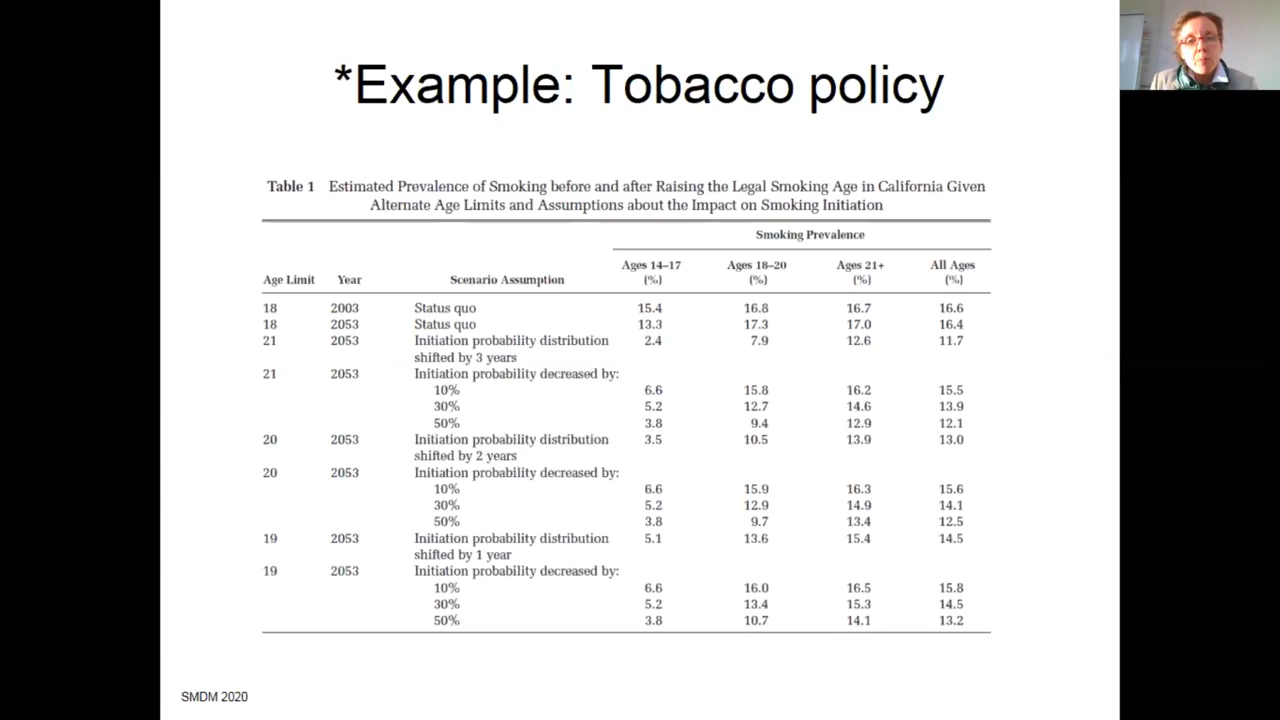 *Example: Tobacco policy
Table 1 Estimated Prevalence of Smoking before and after Raising the Legal Smoking Age in California Given
Alternate Age Limits and Assumptions about the Impact on Smoking Initiation
Smoking Prevalence
Ages 14–17 Ages 18–20 Ages 21+ All Ages
Age Limit Year Scenario Assumption (%) (%) (%) (%)
18 2003 Status quo 15.4 16.8 16.7 16.6
18 2053 Status quo 13.3 17.3 17.0 16.4
21 2053 Initiation probability distribution 2.4 7.9 12.6 11.7
shifted by 3 years
21 2053 Initiation probability decreased by:
10% 6.6 15.8 16.2 15.5
30% 5.2 12.7 14.6 13.9
50% 3.8 9.4 12.9 12.1
20 2053 Initiation probability distribution 3.5 10.5 13.9 13.0
shifted by 2 years
20 2053 Initiation probability decreased by:
10% 6.6 15.9 16.3 15.6
30% 5.2 12.9 14.9 14.1
50% 3.8 9.7 13.4 12.5
19 2053 Initiation probability distribution 5.1 13.6 15.4 14.5
shifted by 1 year
19 2053 Initiation probability decreased by:
10% 6.6 16.0 16.5 15.8
30% 5.2 13.4 15.3 14.5
50% 3.8 10.7 14.1 13.2
SMDM 2020